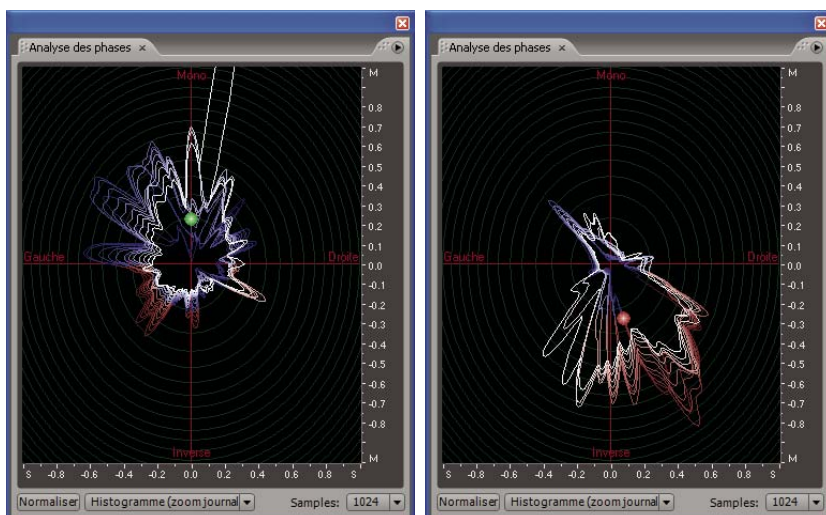 Analyse des phases ×
Mono
M
0.8
0.7
0.6
0.5
0.4
0.3
0.2
0.1
0.0
-0.1
-0.2
-0.3
-0.4
-0.5
-0.6
-0.7
-0.8
M
Gauche
Droite
Inverse
S -0.8 -0.6 -0.4 -0.2 0.0 0.2 0.4 0.6 0.8 S
Normaliser Histogramme (zoom journal Samples: 1024
Analyse des phases ×
Mono
M
0.8
0.7
0.6
0.5
0.4
0.3
0.2
0.1
0.0
-0.1
-0.2
-0.3
-0.4
-0.5
-0.6
-0.7
-0.8
M
Gauche
Droite
Inverse
S -0.8 -0.6 -0.4 -0.2 0.0 0.2 0.4 0.6 0.8 S
Normaliser Histogramme (zoom journal Samples: 1024